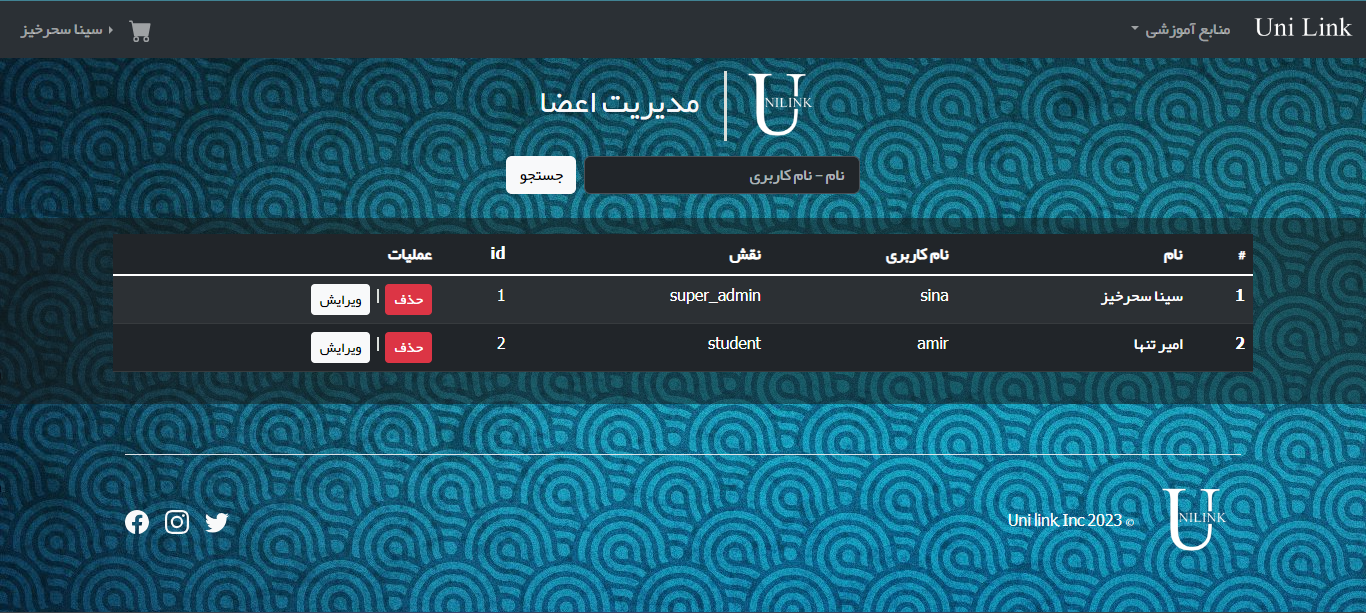 Uni Link منابع آموزشی سینا سحرخیز
UNILINK مدیریت اعضا
نام - نام کاربری جستجو
# نام نام کاربری نقش id عملیات
1 سینا سحرخیز sina super_admin 1 حذف | ویرایش
2 امیر تنها amir student 2 حذف | ویرایش
UNILINK © 2023 Uni link, Inc